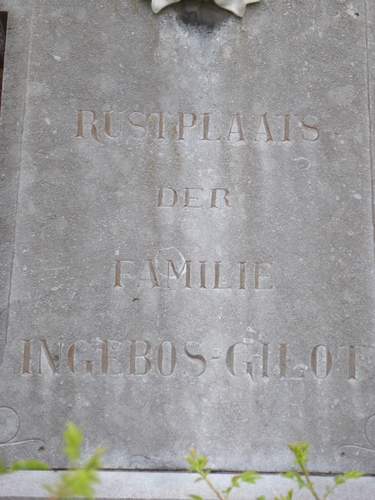 RUSTPLAATS
DER
FAMILIE
INGEBOS-GILOT